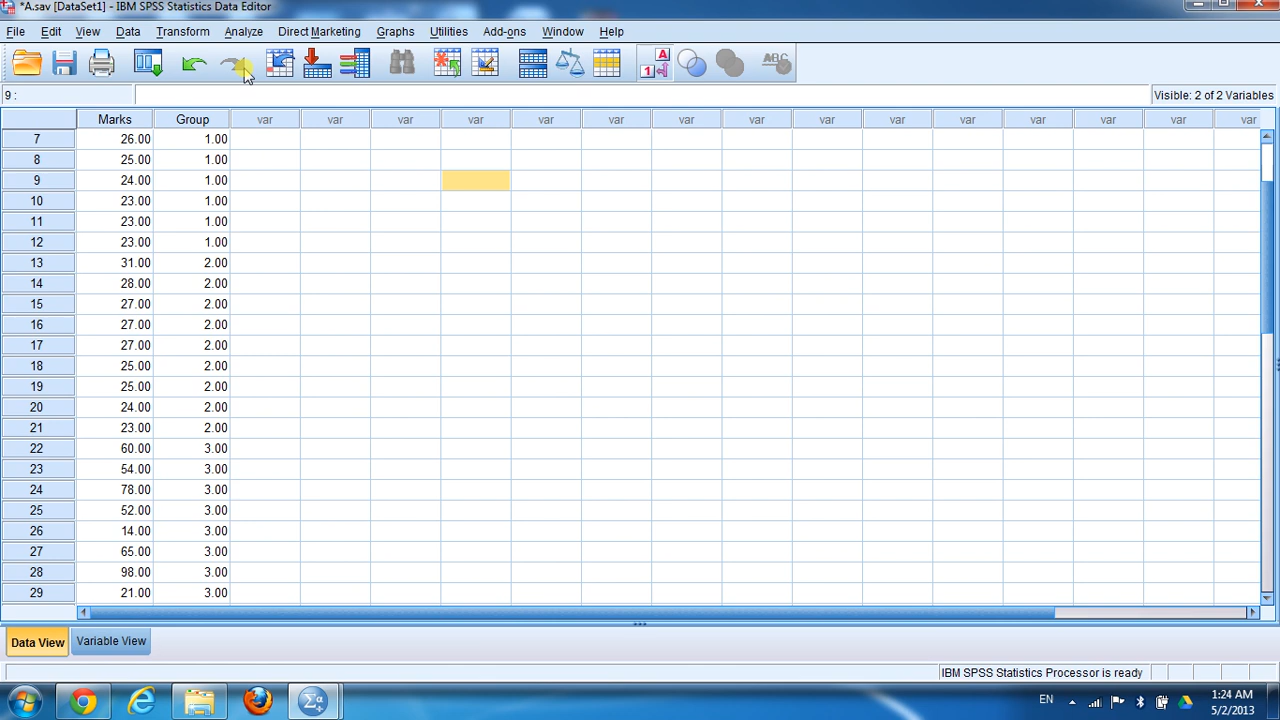 *A.sav [DataSet1] - IBM SPSS Statistics Data Editor
File Edit View Data Transform Analyze Direct Marketing Graphs Utilities Add-ons Window Help
A
1
ABC
9 : Visible: 2 of 2 Variables
Marks Group var var var var var var var var var var var var var var var
7 26.00 1.00
8 25.00 1.00
9 24.00 1.00
10 23.00 1.00
11 23.00 1.00
12 23.00 1.00
13 31.00 2.00
14 28.00 2.00
15 27.00 2.00
16 27.00 2.00
17 27.00 2.00
18 25.00 2.00
19 25.00 2.00
20 24.00 2.00
21 23.00 2.00
22 60.00 3.00
23 54.00 3.00
24 78.00 3.00
25 52.00 3.00
26 14.00 3.00
27 65.00 3.00
28 98.00 3.00
29 21.00 3.00
Data View Variable View
IBM SPSS Statistics Processor is ready
EN 1:24 AM
5/2/2013